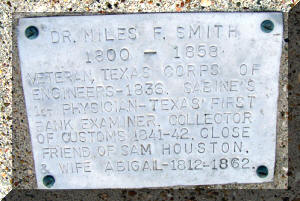 DR. NILES F. SMITH
1800 - 1858
VETERAN, TEXAS CORPS OF
ENGINEERS-1836. SABINE'S
1ST PHYSICIAN-TEXAS' FIRST
BANK EXAMINER. COLLECTOR
OF CUSTOMS 1841-42. CLOSE
FRIEND OF SAM HOUSTON.
& WIFE ABIGAIL-1812-1862.